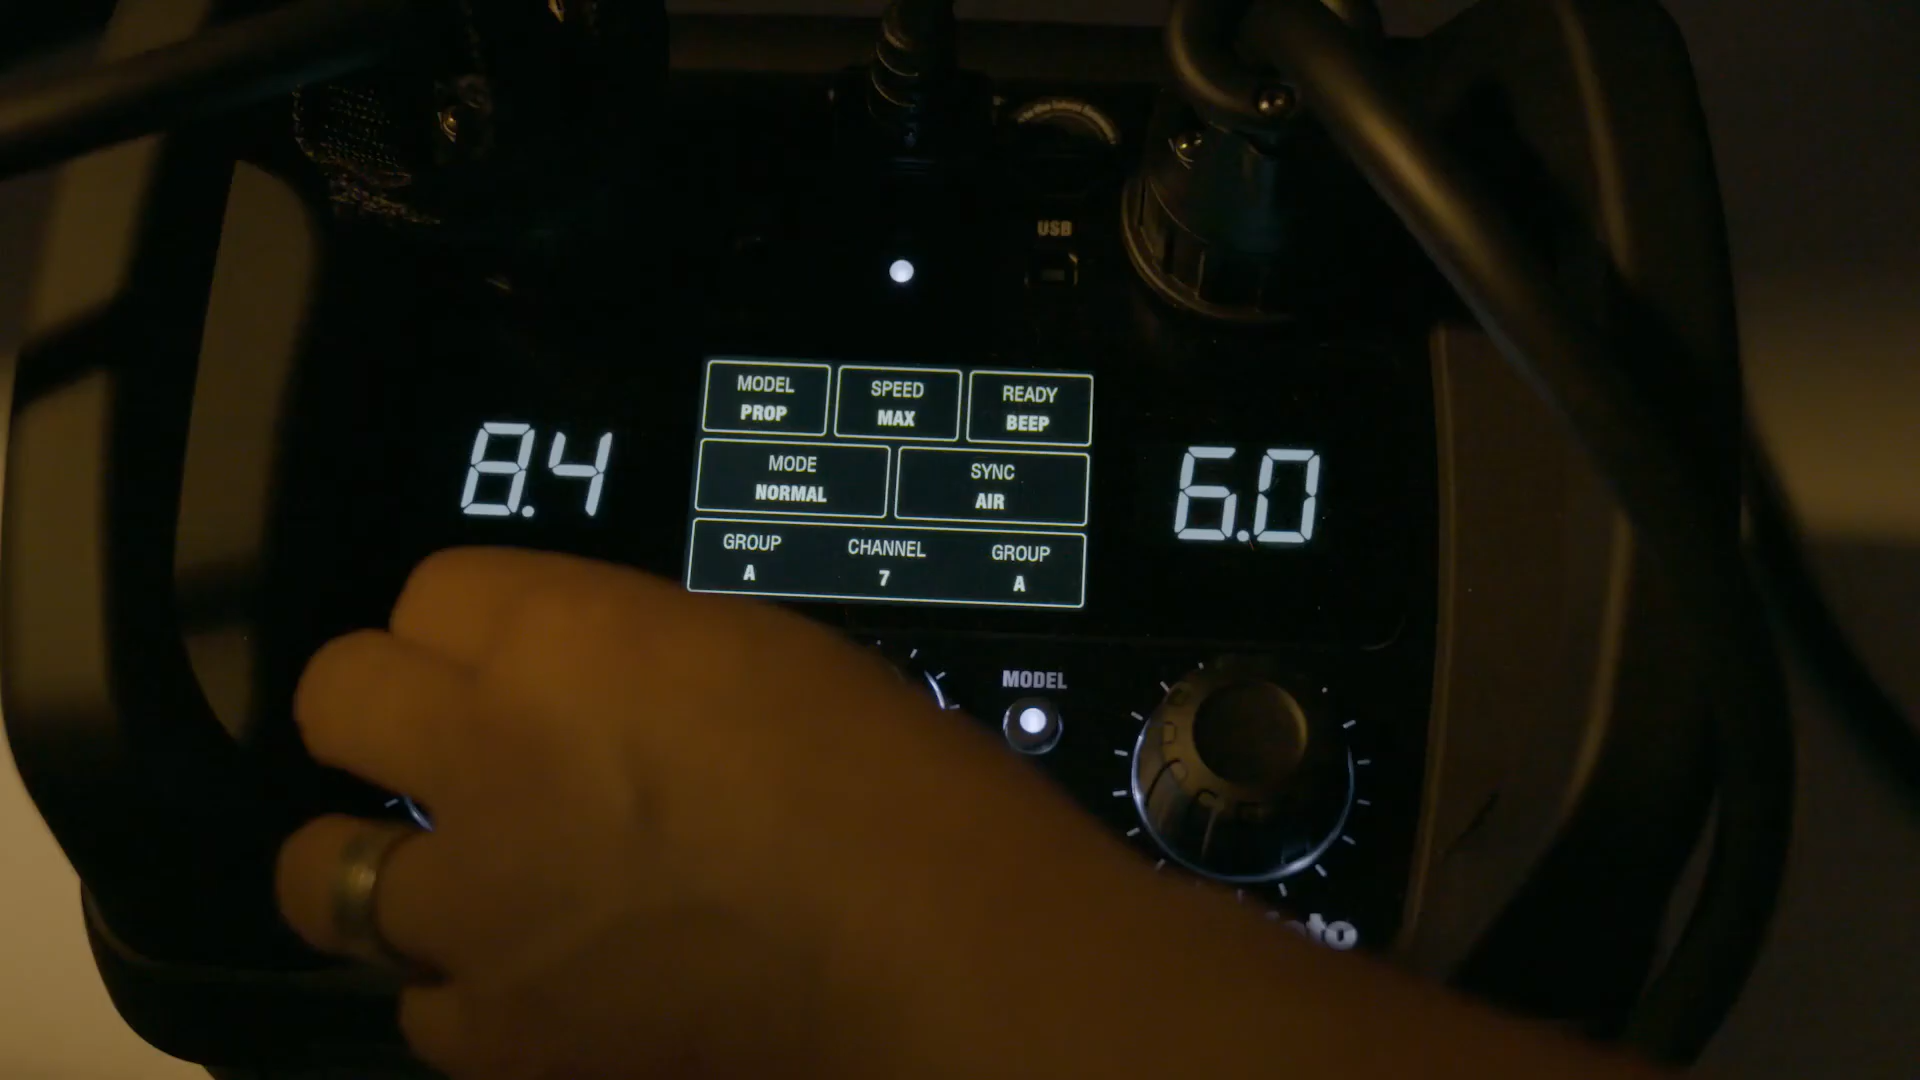 USB
MODEL
PROP
SPEED
MAX
READY
BEEP
8.4
MODE
NORMAL
SYNC
AIR
6.0
GROUP
A
CHANNEL
7
GROUP
A
MODEL